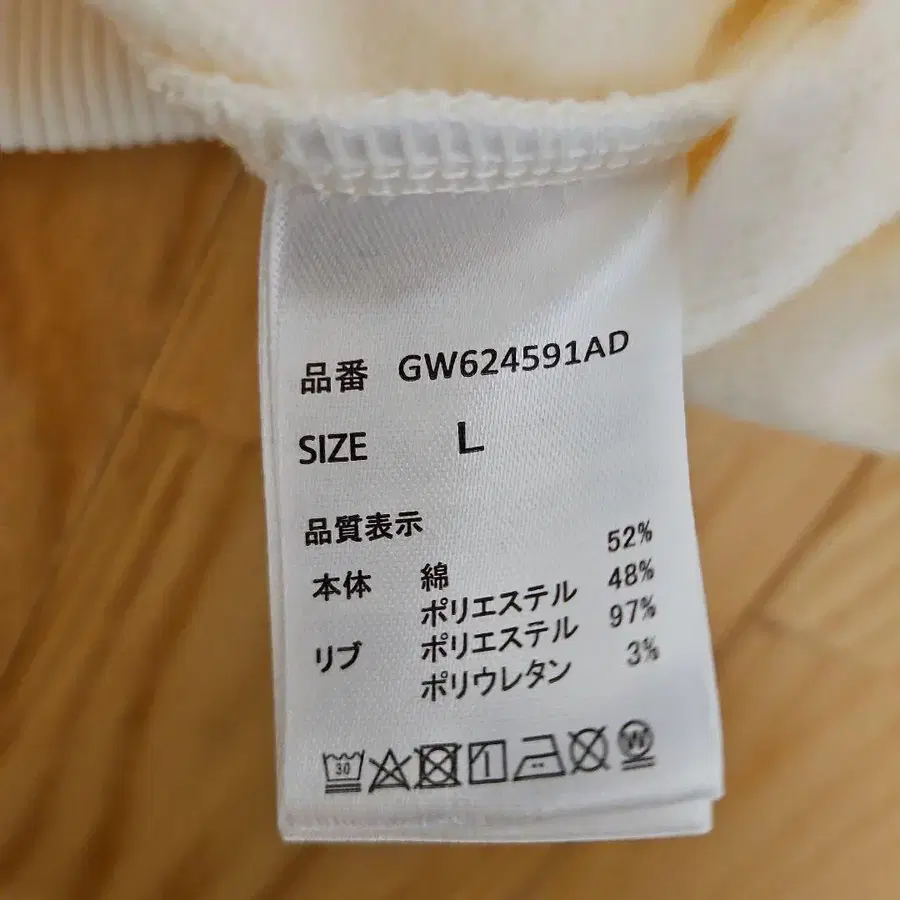 品番 GW624591AD
SIZE L
品質表示
本体 綿 52%
ポリエステル 48%
リブ ポリエステル 97%
ポリウレタン 3%
30 W